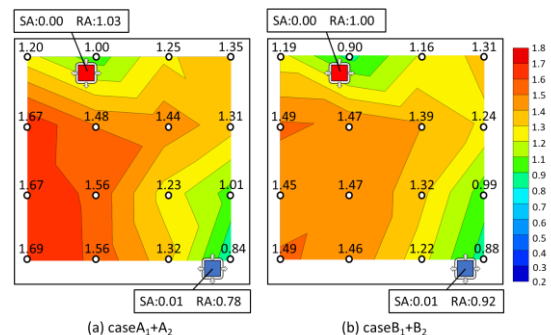 SA:0.00 RA:1.03
SA:0.00 RA:1.00
1.20 1.00 1.25 1.35
1.19 0.90 1.16 1.31
1.67 1.48 1.44 1.31
1.49 1.47 1.39 1.24
1.67 1.56 1.23 1.01
1.45 1.47 1.32 0.99
1.69 1.56 1.32 0.84
1.49 1.46 1.22 0.88
1.8
1.7
1.6
1.5
1.4
1.3
1.2
1.1
1.0
0.9
0.8
0.7
0.6
0.5
0.4
0.3
0.2
SA:0.01 RA:0.78
SA:0.01 RA:0.92
(a) caseA₁+A₂
(b) caseB₁+B₂